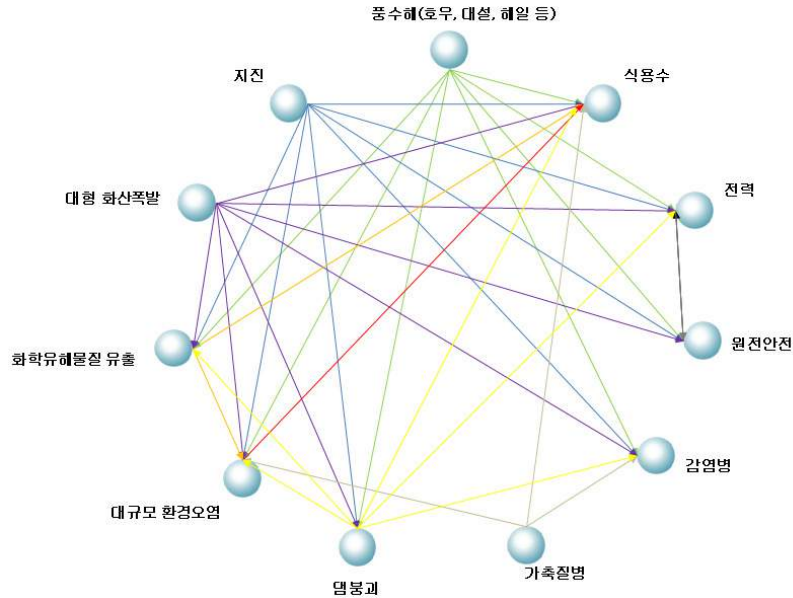 풍수해(호우, 대설, 해일 등)
지진
식용수
대형 화산폭발
전력
화학유해물질 유출
원전안전
감염병
대규모 환경오염
가축질병
댐붕괴